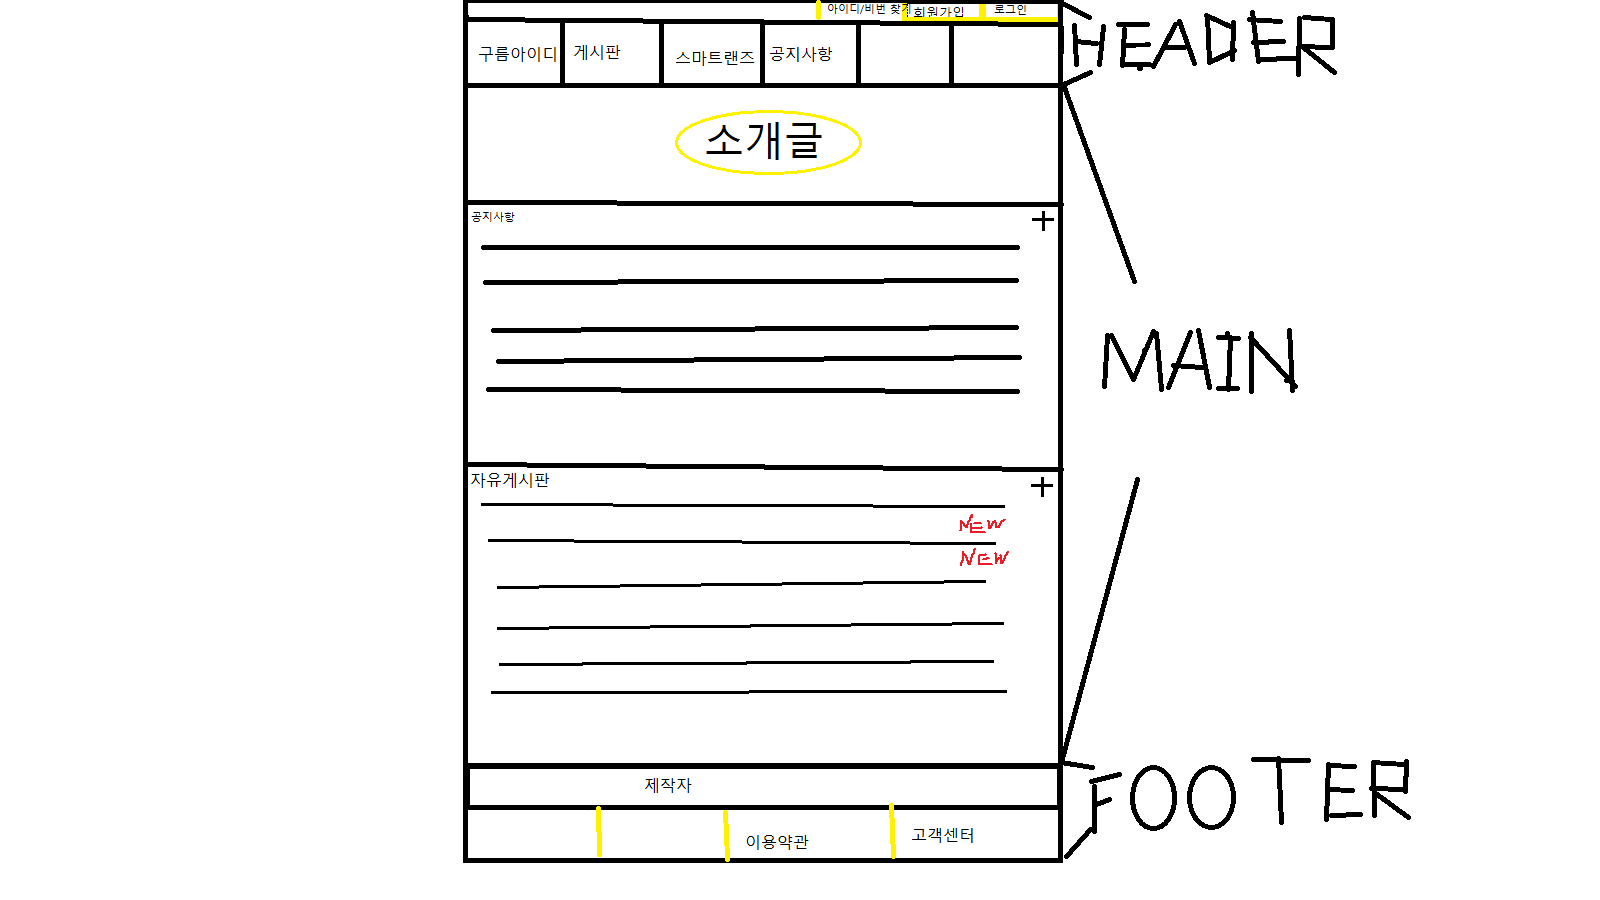 아이디/비번 찾기 회원가입 로그인
HEADER
구름아이디 게시판 스마트랜즈 공지사항
소개글
공지사항 +
MAIN
자유게시판 +
NEW
NEW
제작자
FOOTER
이용약관 고객센터